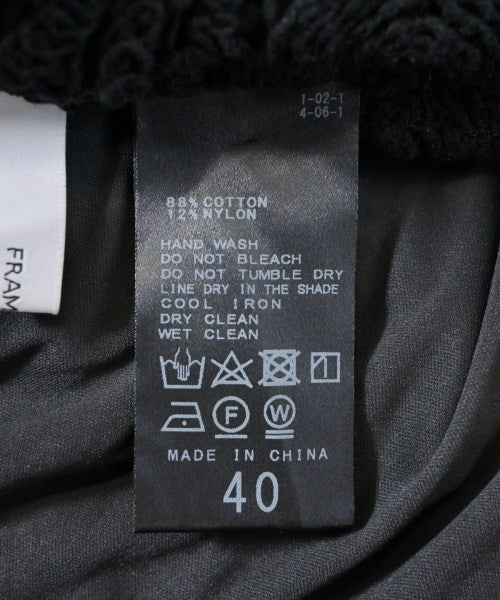 1-02-1
4-06-1
88% COTTON
12% NYLON
HAND WASH
DO NOT BLEACH
DO NOT TUMBLE DRY
LINE DRY IN THE SHADE
COOL IRON
DRY CLEAN
WET CLEAN
F
W
MADE IN CHINA
40
FRAM